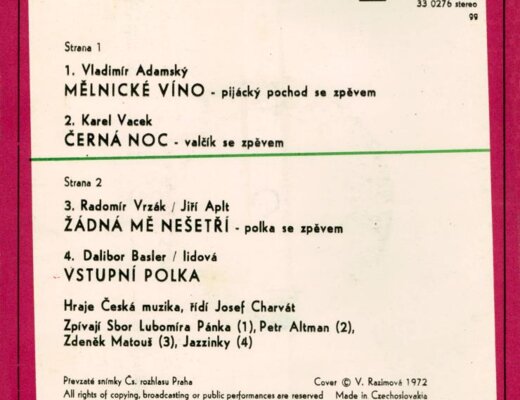 33 0276 stereo
gg
Strana 1
1. Vladimír Adamský
MĚLNICKÉ VÍNO - pijácký pochod se zpěvem
2. Karel Vacek
ČERNÁ NOC - valčík se zpěvem
Strana 2
3. Radomír Vrzák / Jiří Aplt
ŽÁDNÁ MĚ NEŠETŘÍ - polka se zpěvem
4. Dalibor Basler / lidová
VSTUPNÍ POLKA
Hraje Česká muzika, řídí Josef Charvát
Zpívají Sbor Lubomíra Pánka (1), Petr Altman (2),
Zdeněk Matouš (3), Jazzinky (4)
Převzaté snímky Čs. rozhlasu Praha
Cover © V. Razimová 1972
All rights of copying, broadcasting or public performances are reserved
Made in Czechoslovakia